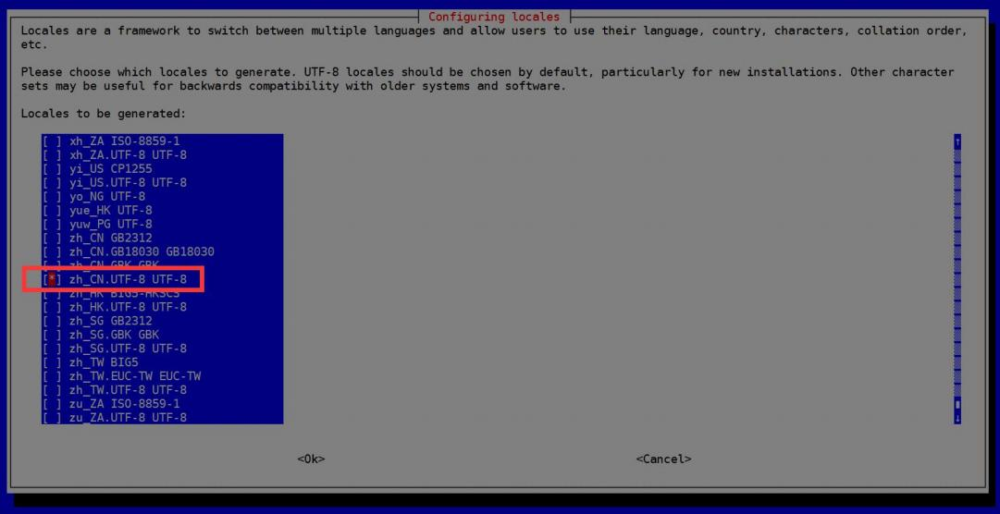 Configuring locales
Locales are a framework to switch between multiple languages and allow users to use their language, country, characters, collation order,
etc.
Please choose which locales to generate. UTF-8 locales should be chosen by default, particularly for new installations. Other character
sets may be useful for backwards compatibility with older systems and software.
Locales to be generated:
[ ] xh_ZA ISO-8859-1
[ ] xh_ZA.UTF-8 UTF-8
[ ] yi_US CP1255
[ ] yi_US.UTF-8 UTF-8
[ ] yo_NG UTF-8
[ ] yue_HK UTF-8
[ ] yuw_PG UTF-8
[ ] zh_CN GB2312
[ ] zh_CN.GB18030 GB18030
[ ] zh_CN.GBK GBK
[*] zh_CN.UTF-8 UTF-8
[ ] zh_HK BIG5-HKSCS
[ ] zh_HK.UTF-8 UTF-8
[ ] zh_SG GB2312
[ ] zh_SG.GBK GBK
[ ] zh_SG.UTF-8 UTF-8
[ ] zh_TW BIG5
[ ] zh_TW.EUC-TW EUC-TW
[ ] zh_TW.UTF-8 UTF-8
[ ] zu_ZA ISO-8859-1
[ ] zu_ZA.UTF-8 UTF-8
<Ok> <Cancel>